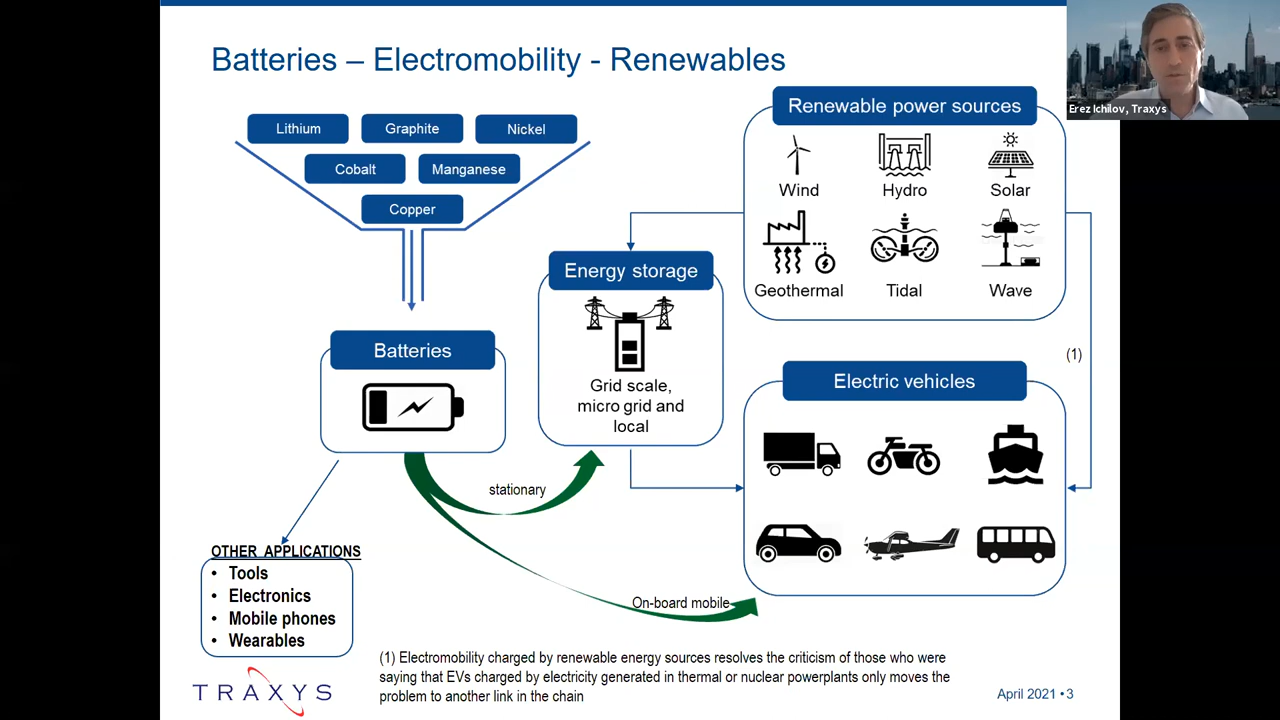 Batteries – Electromobility - Renewables
Erez Ichilov, Traxys
Lithium
Graphite
Nickel
Cobalt
Manganese
Copper
Batteries
Energy storage
Grid scale,
micro grid and
local
Renewable power sources
Wind
Hydro
Solar
Geothermal
Tidal
Wave
(1)
Electric vehicles
stationary
On-board mobile
OTHER APPLICATIONS
• Tools
• Electronics
• Mobile phones
• Wearables
TRAXYS
(1) Electromobility charged by renewable energy sources resolves the criticism of those who were
saying that EVs charged by electricity generated in thermal or nuclear powerplants only moves the
problem to another link in the chain
April 2021 • 3